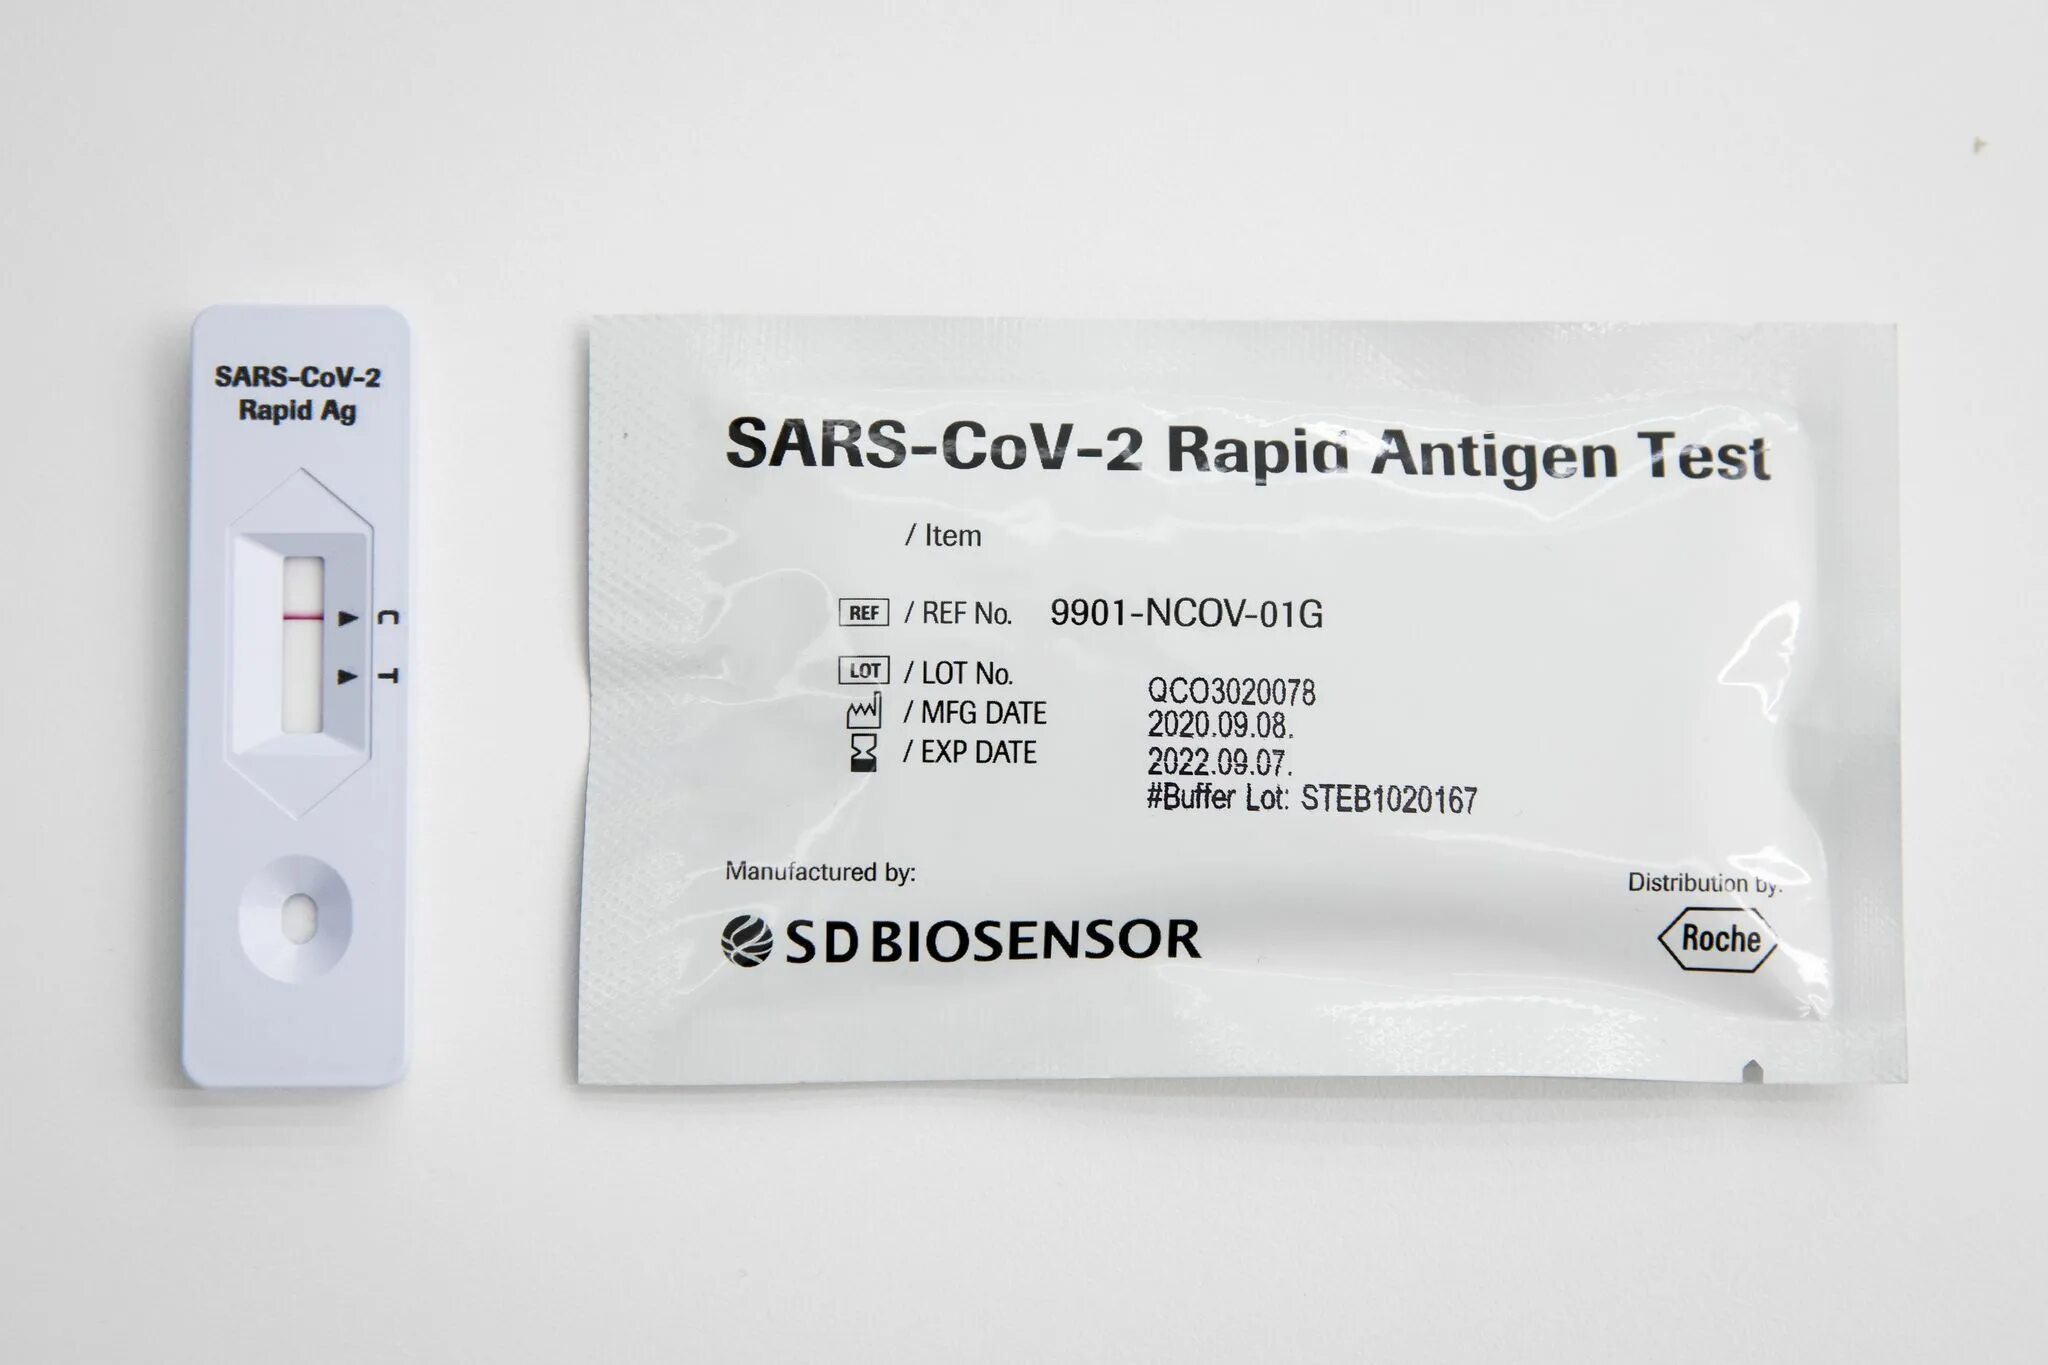 SARS-CoV-2
Rapid Ag
C
T
SARS-CoV-2 Rapid Antigen Test
/ Item
REF / REF No. 9901-NCOV-01G
LOT / LOT No. QCO3020078
/ MFG DATE 2020.09.08.
/ EXP DATE 2022.09.07.
#Buffer Lot: STEB1020167
Manufactured by:
SD BIOSENSOR
Distribution by:
Roche